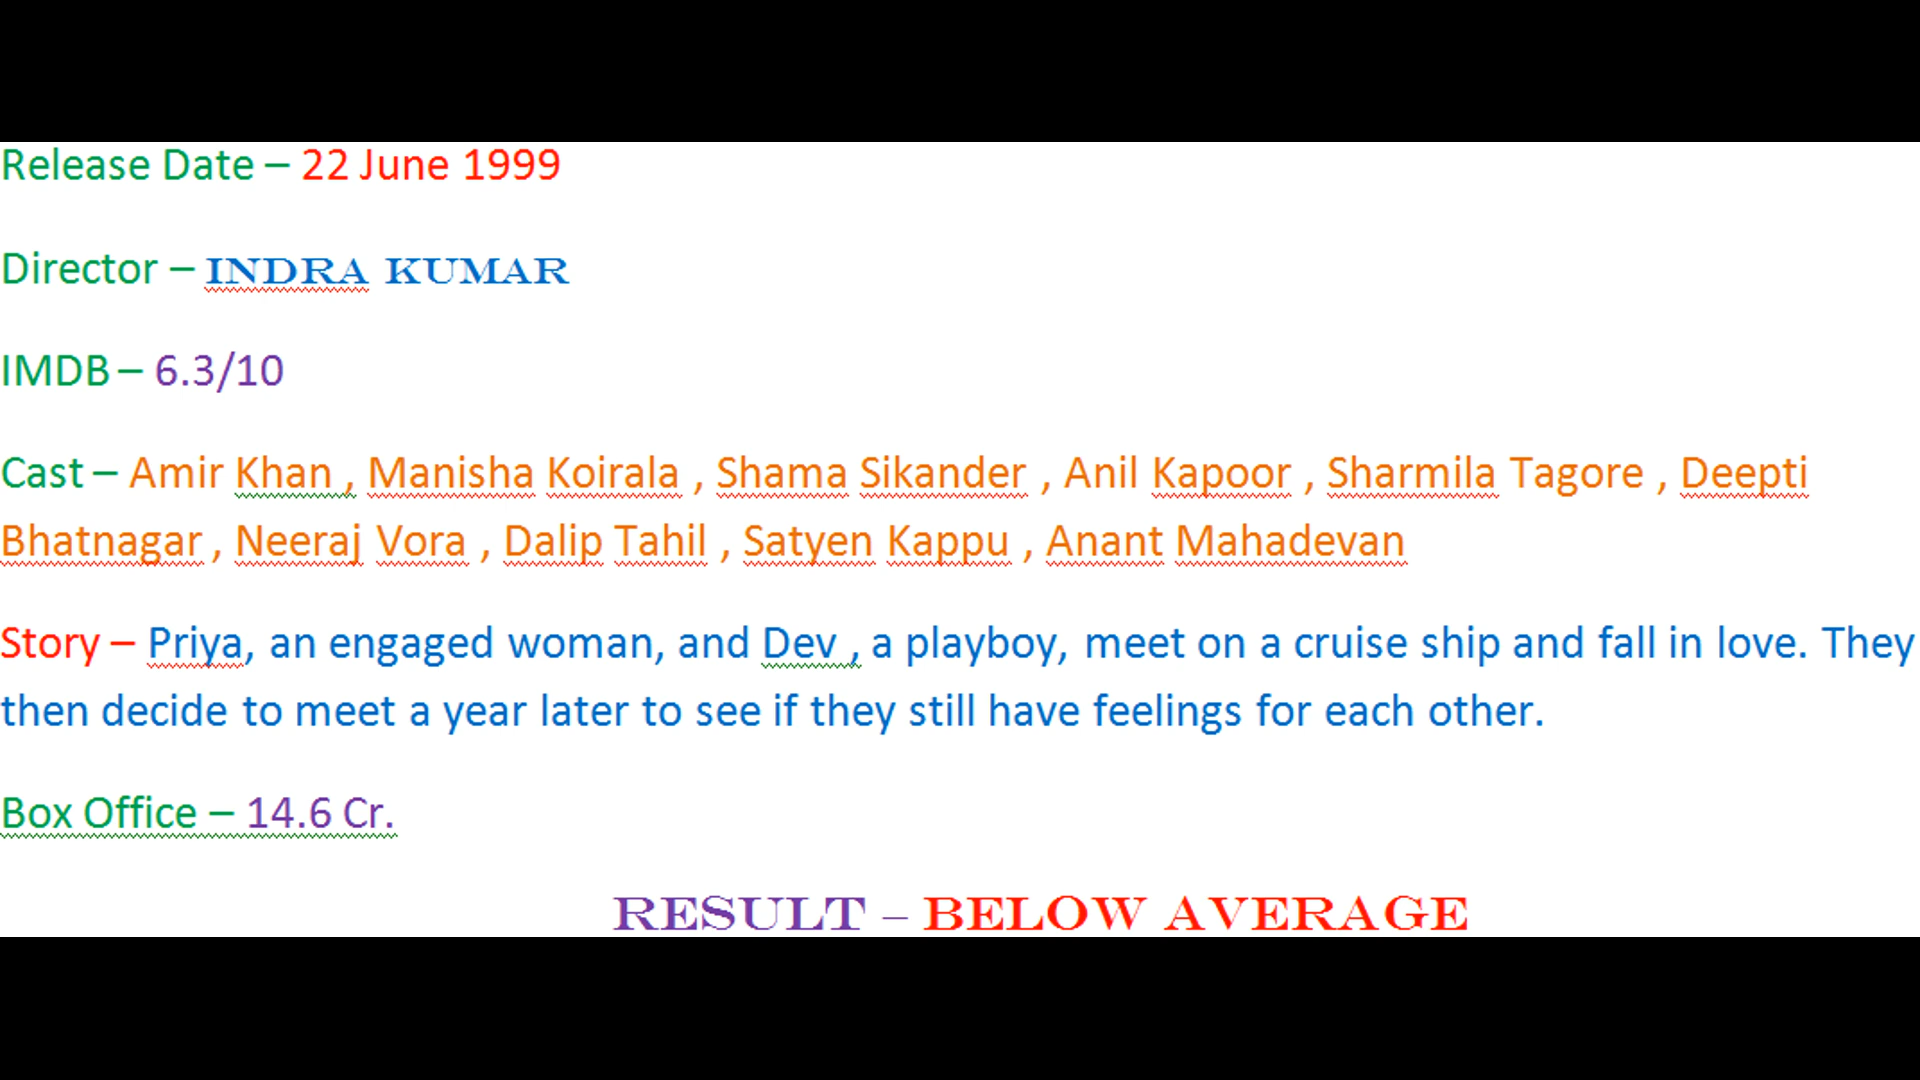 Release Date – 22 June 1999
Director – INDRA KUMAR
IMDB – 6.3/10
Cast – Amir Khan , Manisha Koirala , Shama Sikander , Anil Kapoor , Sharmila Tagore , Deepti
Bhatnagar , Neeraj Vora , Dalip Tahil , Satyen Kappu , Anant Mahadevan
Story – Priya, an engaged woman, and Dev , a playboy, meet on a cruise ship and fall in love. They
then decide to meet a year later to see if they still have feelings for each other.
Box Office – 14.6 Cr.
RESULT – BELOW AVERAGE